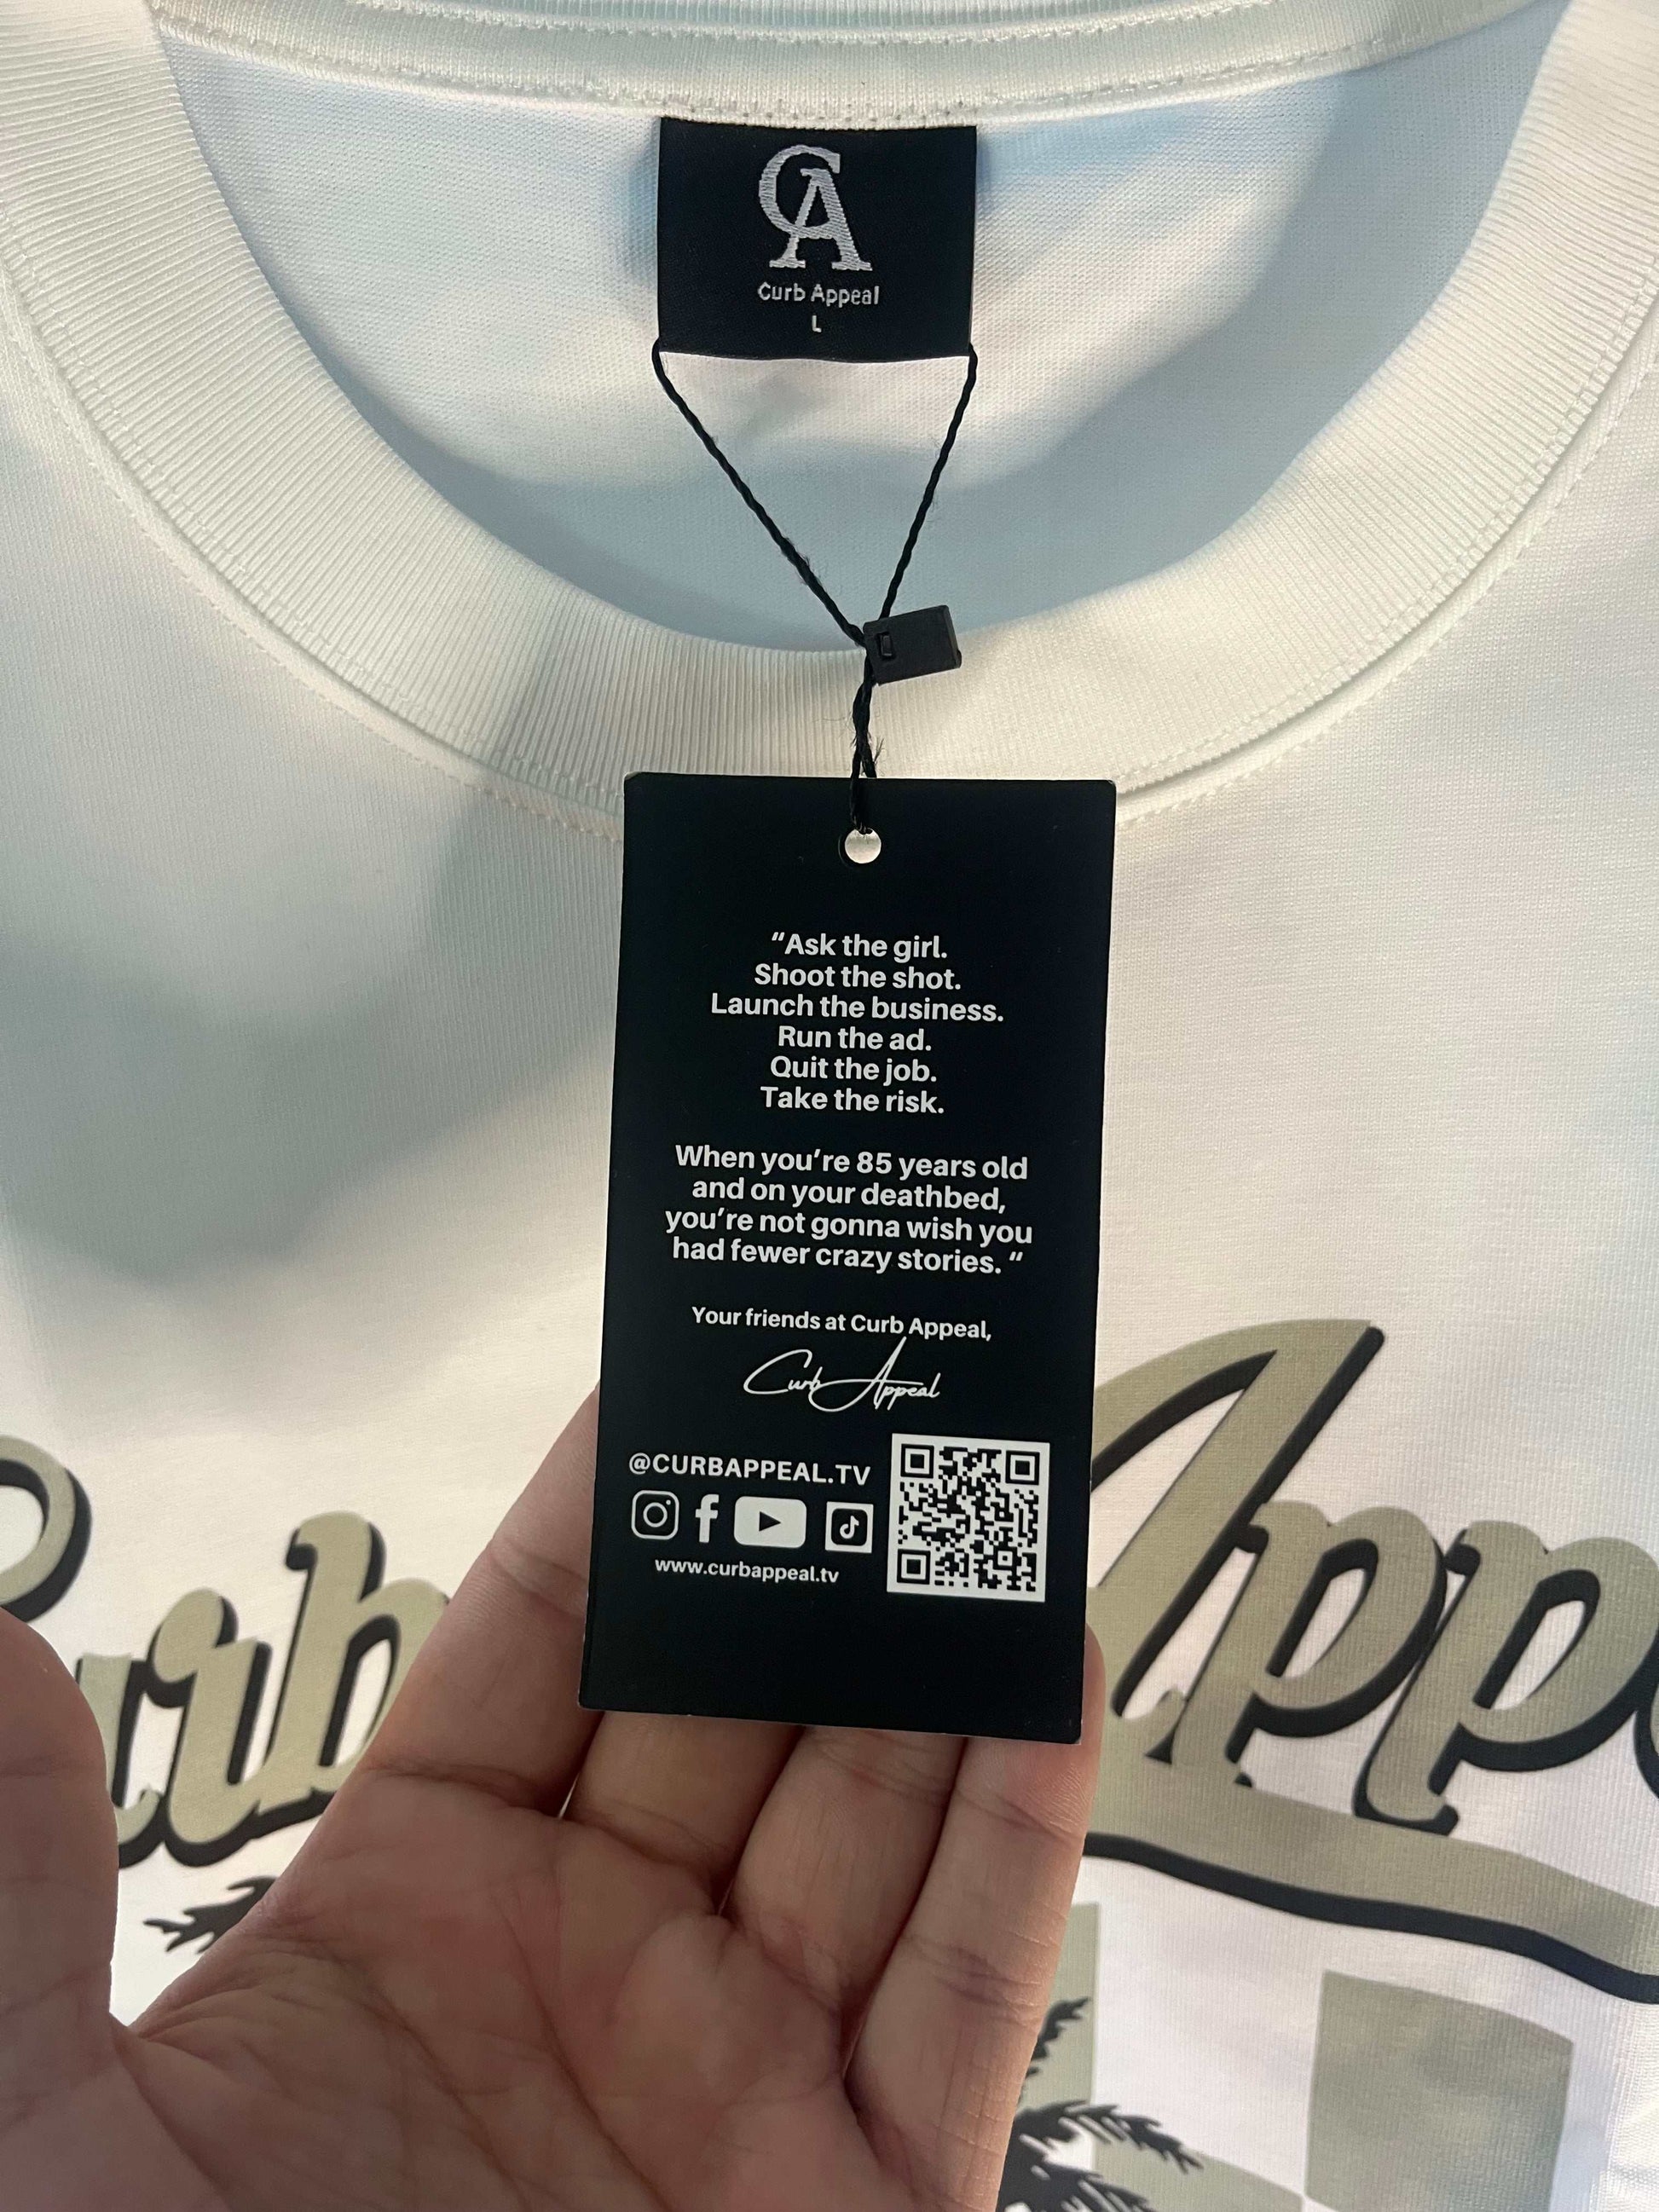 CA
Curb Appeal
L
“Ask the girl.
Shoot the shot.
Launch the business.
Run the ad.
Quit the job.
Take the risk.
When you’re 85 years old
and on your deathbed,
you’re not gonna wish you
had fewer crazy stories. “
Your friends at Curb Appeal,
Curb Appeal
@CURBAPPEAL.TV
www.curbappeal.tv
Curb Appe